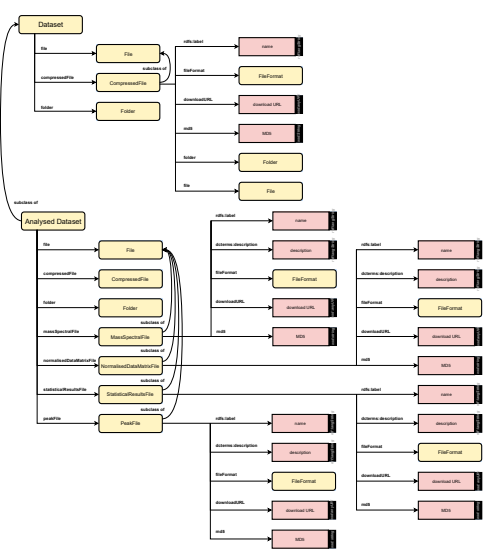 Dataset
file
File
subclass of
compressedFile
CompressedFile
folder
Folder
rdfs:label
name
fileFormat
FileFormat
downloadURL
download URL
md5
MD5
folder
Folder
file
File
subclass of
Analysed Dataset
file
File
compressedFile
CompressedFile
folder
Folder
subclass of
massSpectralFile
MassSpectralFile
subclass of
normalisedDataMatrixFile
NormalisedDataMatrixFile
subclass of
statisticalResultsFile
StatisticalResultsFile
subclass of
peakFile
PeakFile
rdfs:label
name
dcterms:description
description
fileFormat
FileFormat
downloadURL
download URL
md5
MD5
rdfs:label
name
dcterms:description
description
fileFormat
FileFormat
downloadURL
download URL
md5
MD5
rdfs:label
name
dcterms:description
description
fileFormat
FileFormat
downloadURL
download URL
md5
MD5
rdfs:label
name
dcterms:description
description
fileFormat
FileFormat
downloadURL
download URL
md5
MD5